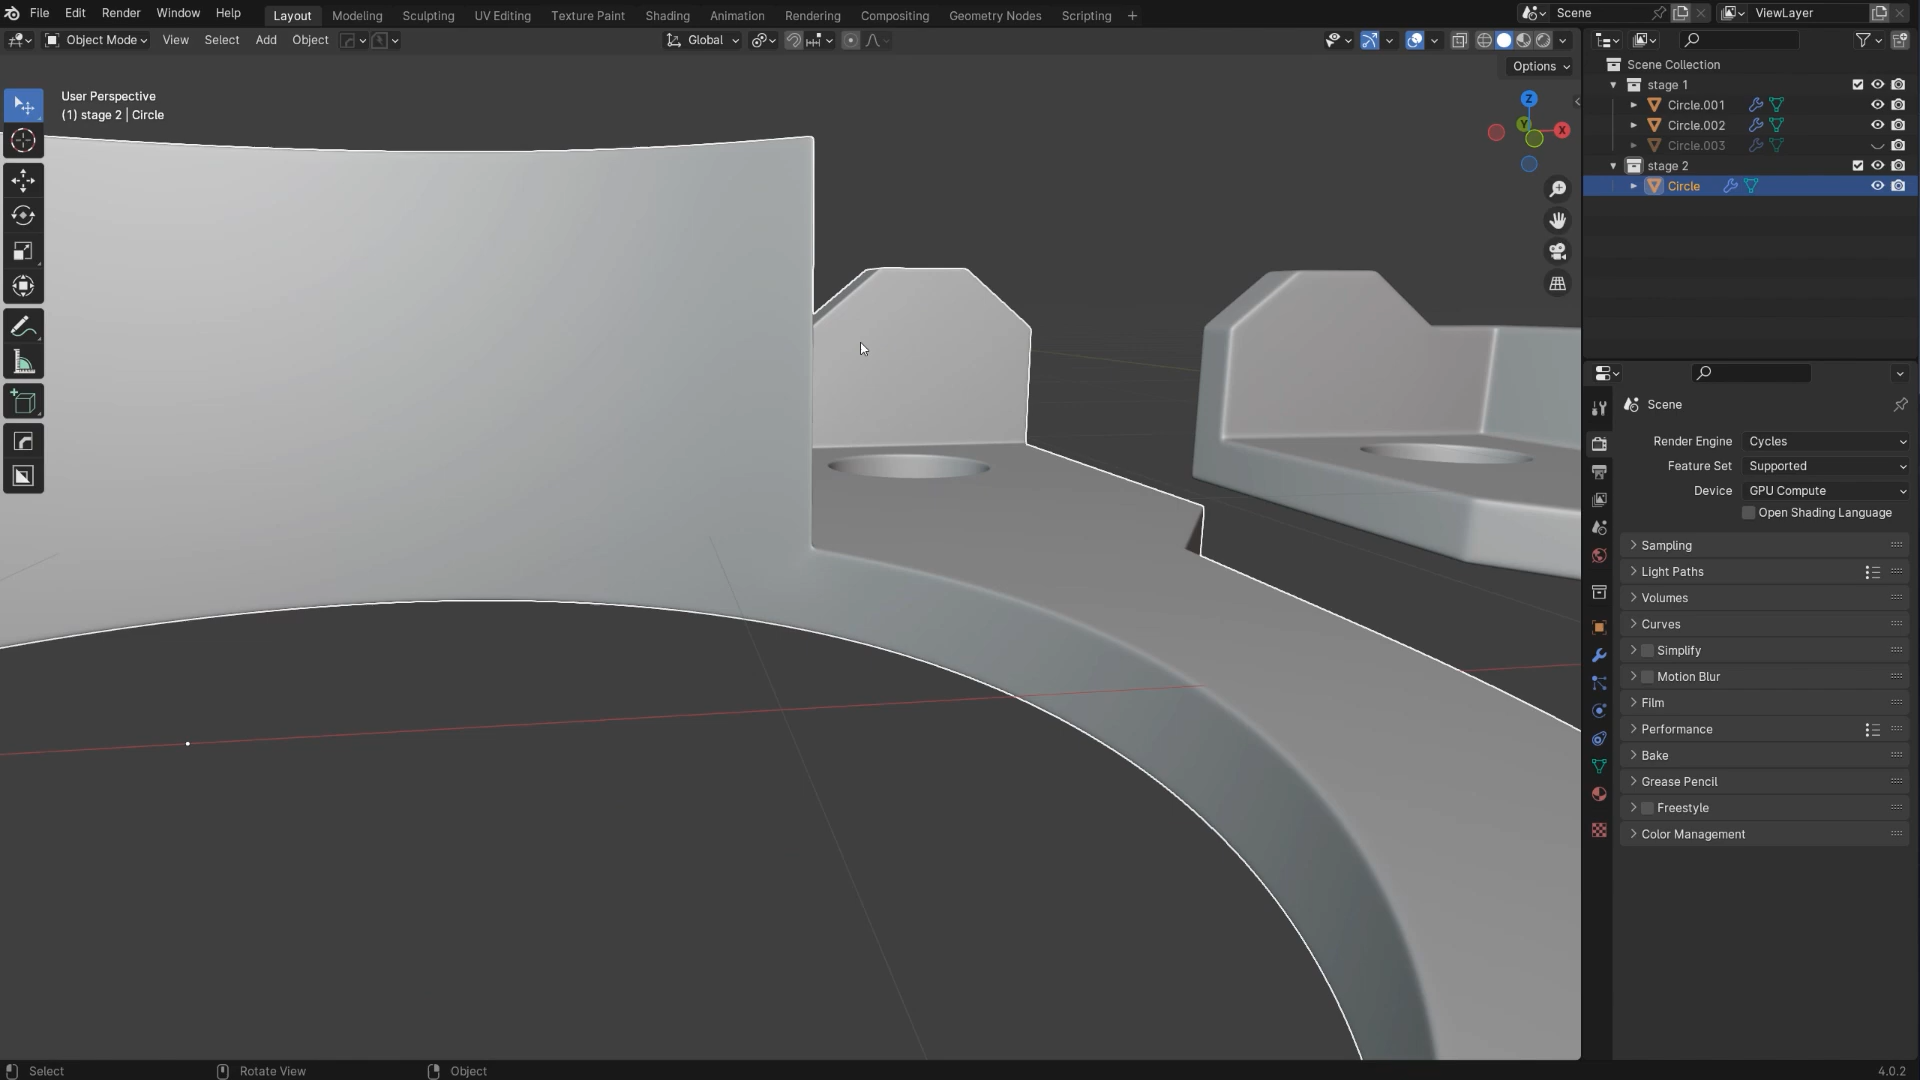 File Edit Render Window Help Layout Modeling Sculpting UV Editing Texture Paint Shading Animation Rendering Compositing Geometry Nodes Scripting + Scene ViewLayer
Object Mode View Select Add Object Global
Options
User Perspective
(1) stage 2 | Circle
Z
Y
X
Scene Collection
stage 1
Circle.001
Circle.002
Circle.003
stage 2
Circle
Scene
Render Engine Cycles
Feature Set Supported
Device GPU Compute
Open Shading Language
Sampling
Light Paths
Volumes
Curves
Simplify
Motion Blur
Film
Performance
Bake
Grease Pencil
Freestyle
Color Management
Select Rotate View Object 4.0.2